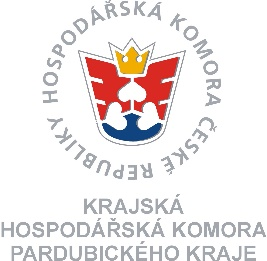 HOSPODÁŘSKÁ KOMORA ČESKÉ REPUBLIKY
KRAJSKÁ
HOSPODÁŘSKÁ KOMORA
PARDUBICKÉHO KRAJE